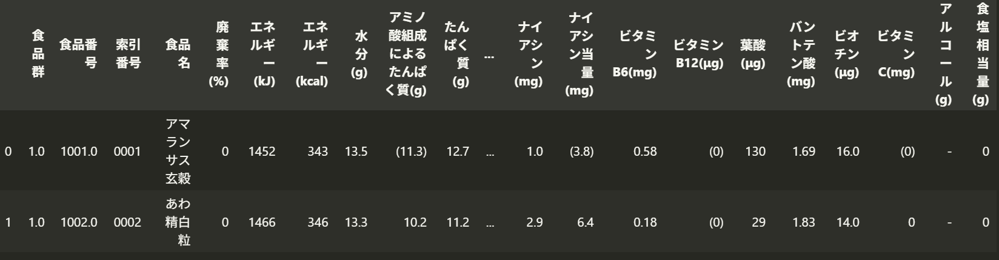 食
品
群
食品番
号
索引
番号
食品
名
廃
棄
率
(%)
エネ
ルギ
ー
(kJ)
エネ
ルギ
ー
(kcal)
水
分
(g)
アミノ
酸組成
による
たんぱ
く質(g)
たん
ぱく
質
(g)
...
ナイ
アシ
ン
(mg)
ナイ
アシ
ン当
量
(mg)
ビタミ
ン
B6(mg)
ビタミン
B12(μg)
葉酸
(μg)
バン
トテ
ン酸
(mg)
ビオ
チン
(μg)
ビタミ
ン
C(mg)
ア
ル
コ
ー
ル
(g)
食
塩
相
当
量
(g)
0 1.0 1001.0 0001
アマ
ラン
サス
玄穀
0 1452 343 13.5 (11.3) 12.7 ... 1.0 (3.8) 0.58 (0) 130 1.69 16.0 (0) - 0
1 1.0 1002.0 0002
あわ
精白
粒
0 1466 346 13.3 10.2 11.2 ... 2.9 6.4 0.18 (0) 29 1.83 14.0 0 - 0